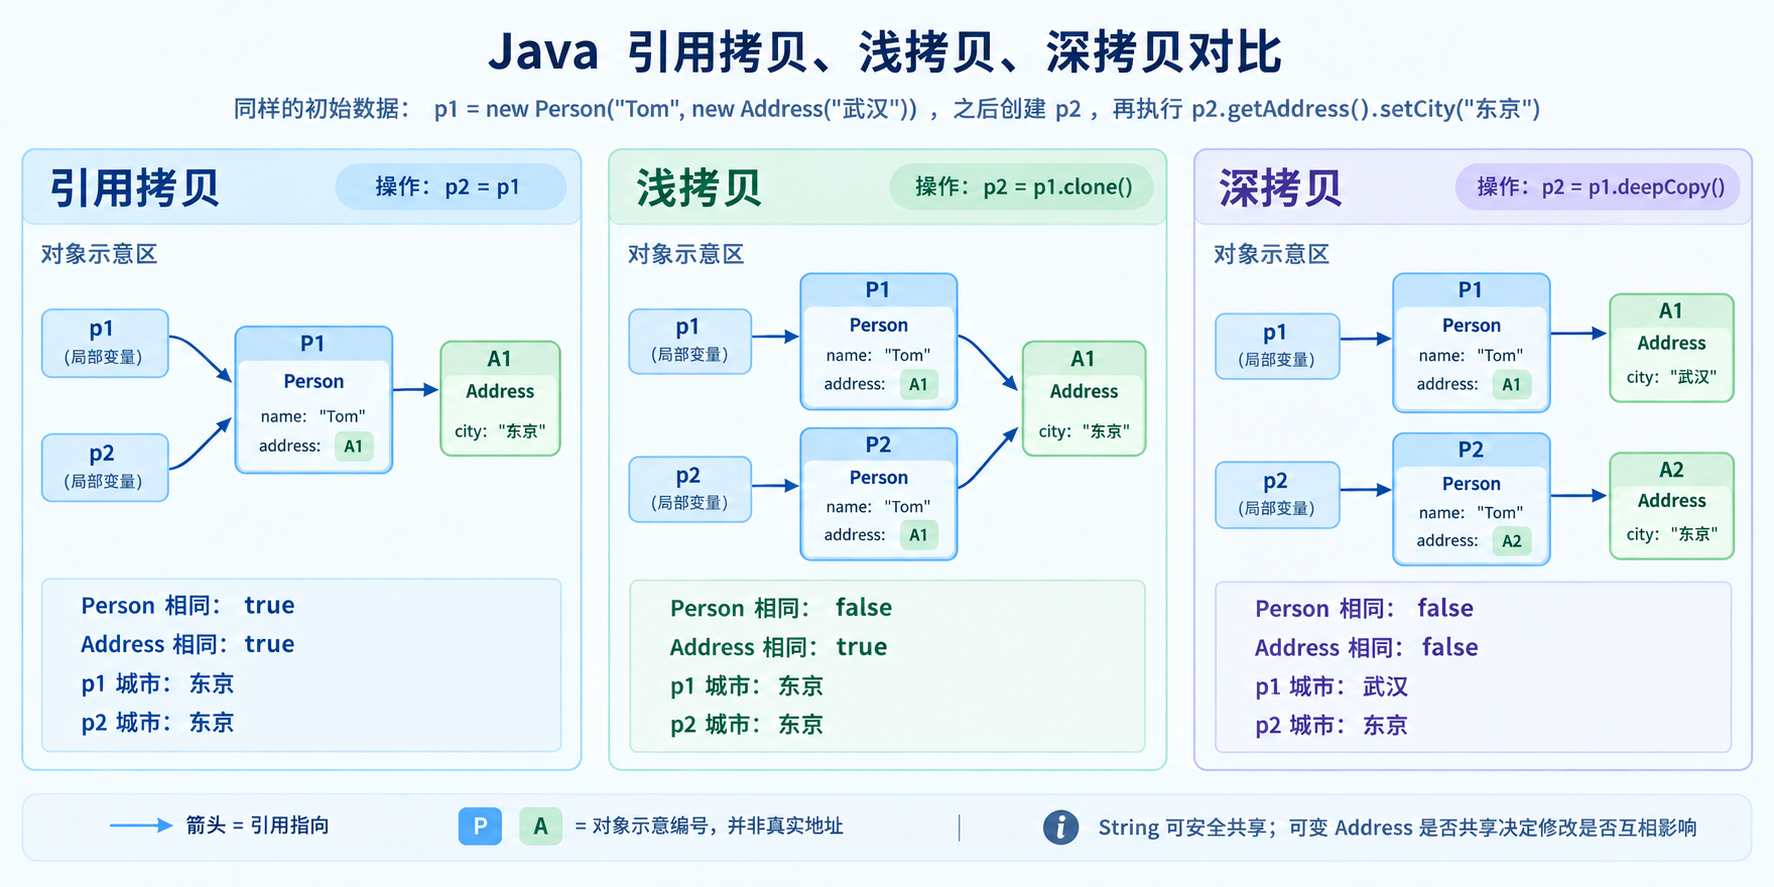 Java 引用拷贝、浅拷贝、深拷贝对比
同样的初始数据： p1 = new Person("Tom", new Address("武汉")) ，之后创建 p2 ，再执行 p2.getAddress().setCity("东京")
引用拷贝
操作：p2 = p1
对象示意区
p1
(局部变量)
p2
(局部变量)
P1
Person
name: "Tom"
address: A1
A1
Address
city: "东京"
Person 相同： true
Address 相同： true
p1 城市： 东京
p2 城市： 东京
浅拷贝
操作：p2 = p1.clone()
对象示意区
p1
(局部变量)
p2
(局部变量)
P1
Person
name: "Tom"
address: A1
P2
Person
name: "Tom"
address: A1
A1
Address
city: "东京"
Person 相同： false
Address 相同： true
p1 城市： 东京
p2 城市： 东京
深拷贝
操作：p2 = p1.deepCopy()
对象示意区
p1
(局部变量)
p2
(局部变量)
P1
Person
name: "Tom"
address: A1
A1
Address
city: "武汉"
P2
Person
name: "Tom"
address: A2
A2
Address
city: "东京"
Person 相同： false
Address 相同： false
p1 城市： 武汉
p2 城市： 东京
箭头 = 引用指向
P A = 对象示意编号，并非真实地址
i String 可安全共享；可变 Address 是否共享决定修改是否互相影响